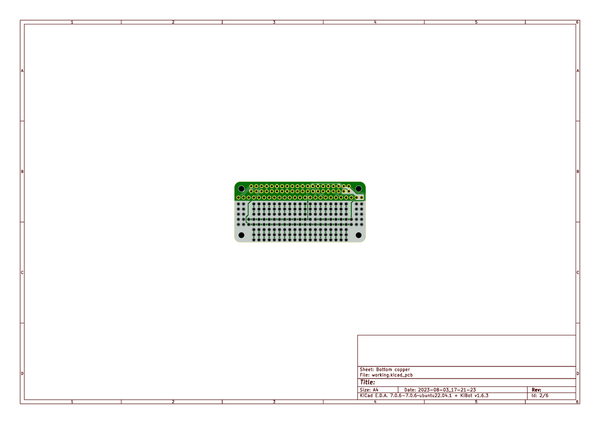 1 2 3 4 5 6
A A
B B
C C
D D
Sheet: Bottom copper
File: working.kicad_pcb
Title:
Size: A4 Date: 2023-08-03_17-21-23 Rev:
KiCad E.D.A. 7.0.6-7.0.6~ubuntu22.04.1 + KiBot v1.6.3 Id: 2/6
1 2 3 4 5 6